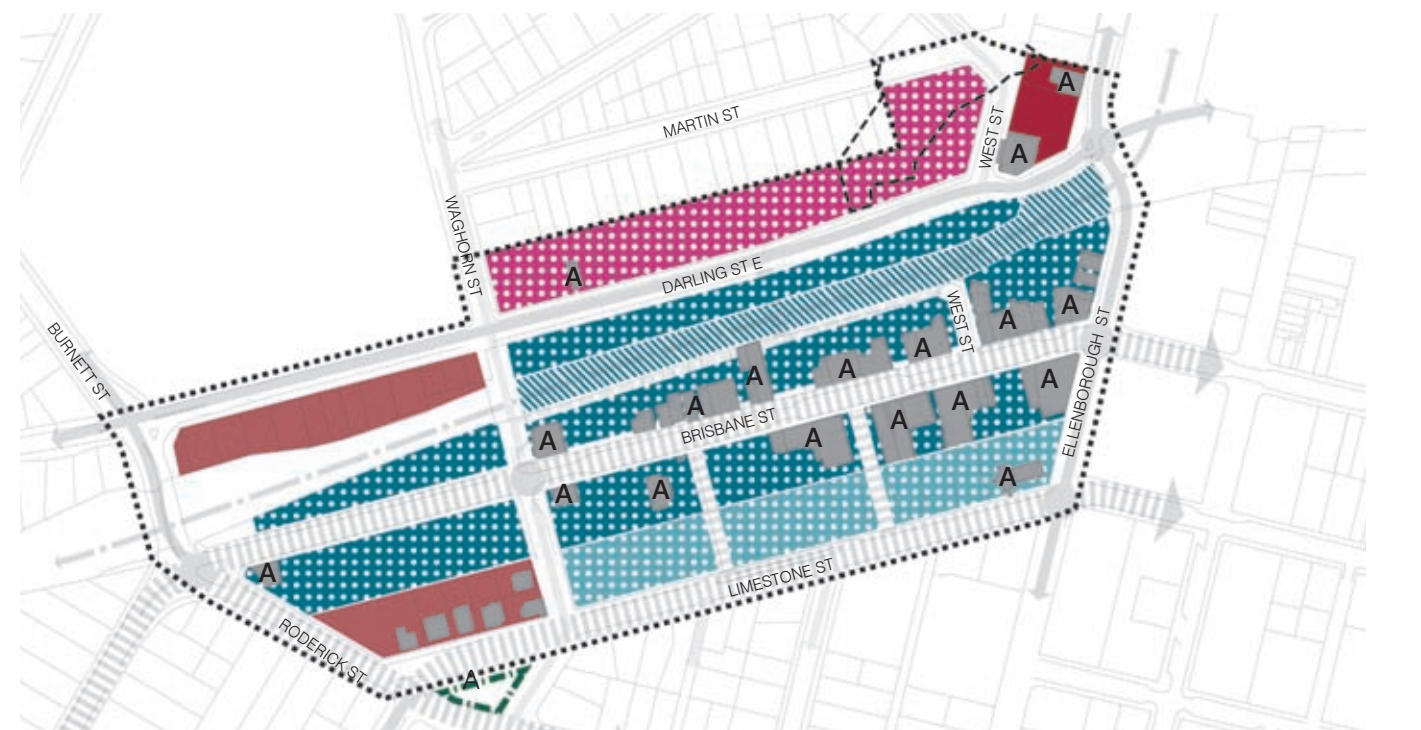 A
MARTIN ST
WEST ST
A
WAGHORN ST
A
DARLING ST E
BURNETT ST
WEST ST
A
A
ELLENBOROUGH ST
A
A
A
A
A
A
BRISBANE ST
A
A
A
A
A
A
LIMESTONE ST
A
RODERICK ST
A